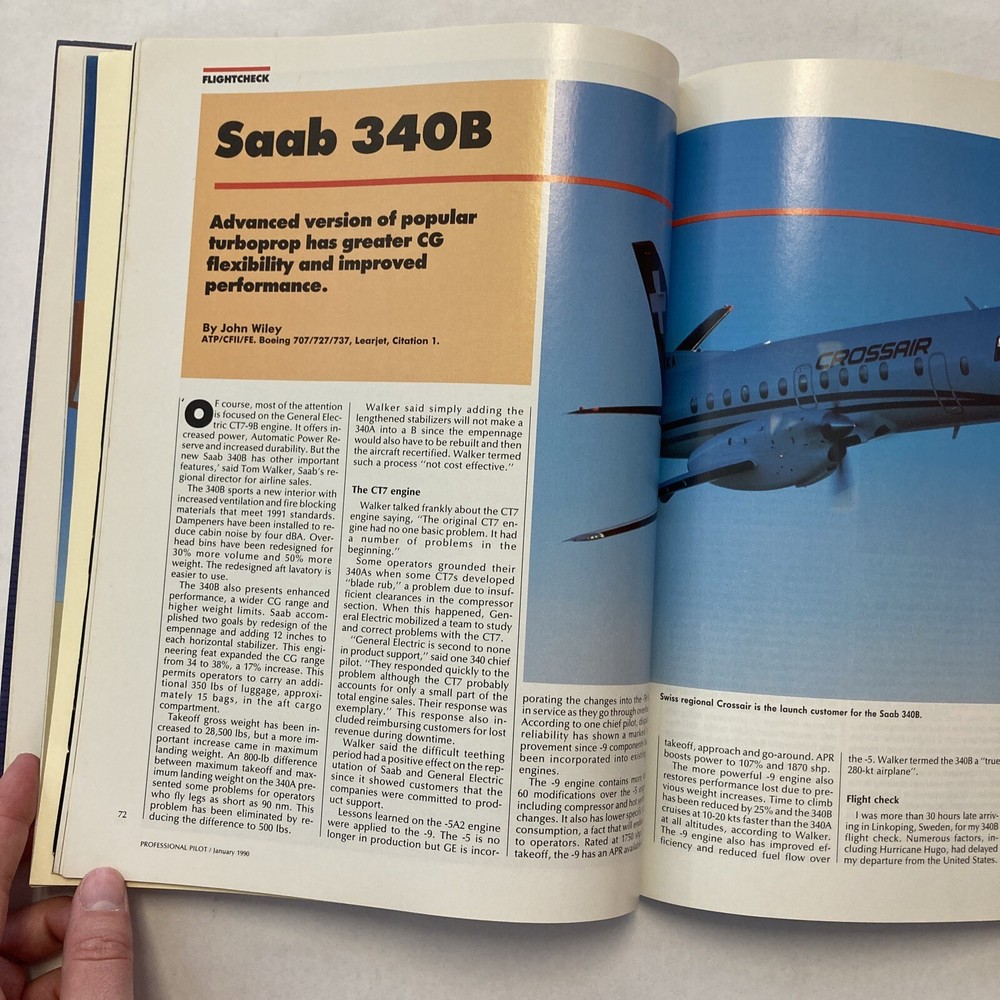 FLIGHTCHECK
Saab 340B
Advanced version of popular
turboprop has greater CG
flexibility and improved
performance.
By John Wiley
ATP/CFII/FE. Boeing 707/727/737, Learjet, Citation 1.
'OF course, most of the attention
is focused on the General Elec-
tric CT7-9B engine. It offers in-
creased power, Automatic Power Re-
serve and increased durability. But the
new Saab 340B has other important
features,' said Tom Walker, Saab's re-
gional director for airline sales.
The 340B sports a new interior with
increased ventilation and fire blocking
materials that meet 1991 standards.
Dampeners have been installed to re-
duce cabin noise by four dBA. Over-
head bins have been redesigned for
30% more volume and 50% more
weight. The redesigned aft lavatory is
easier to use.
The 340B also presents enhanced
performance, a wider CG range and
higher weight limits. Saab accom-
plished two goals by redesign of the
empennage and adding 12 inches to
each horizontal stabilizer. This engi-
neering feat expanded the CG range
from 34 to 38%, a 17% increase. This
permits operators to carry an addi-
tional 350 lbs of luggage, approxi-
mately 15 bags, in the aft cargo
compartment.
Takeoff gross weight has been in-
creased to 28,500 lbs, but a more im-
portant increase came in maximum
landing weight. An 800-lb difference
between maximum takeoff and max-
imum landing weight on the 340A pre-
sented some problems for operators
who fly legs as short as 90 nm. This
problem has been eliminated by re-
ducing the difference to 500 lbs.
Walker said simply adding the
lengthened stabilizers will not make a
340A into a B since the empennage
would also have to be rebuilt and then
the aircraft recertified. Walker termed
such a process "not cost effective."
The CT7 engine
Walker talked frankly about the CT7
engine saying, "The original CT7 en-
gine had no one basic problem. It had
a number of problems in the
beginning."
Some operators grounded their
340As when some CT7s developed
"blade rub," a problem due to insuf-
ficient clearances in the compressor
section. When this happened, Gen-
eral Electric mobilized a team to study
and correct problems with the CT7.
"General Electric is second to none
in product support," said one 340 chief
pilot. "They responded quickly to the
problem although the CT7 probably
accounts for only a small part of the
total engine sales. Their response was
exemplary." This response also in-
cluded reimbursing customers for lost
revenue during downtime.
Walker said the difficult teething
period had a positive effect on the rep-
utation of Saab and General Electric
since it showed customers that the
companies were committed to prod-
uct support.
Lessons learned on the -5A2 engine
were applied to the -9. The -5 is no
longer in production but GE is incor-
porating the changes into the
in service as they go through
According to one chief pilot,
reliability has shown a marked
provement since -9 components
been incorporated into existing
engines.
The -9 engine contains more
60 modifications over the -5
including compressor and hot
changes. It also has lower specific
consumption, a fact that will
to operators. Rated at 1750
takeoff, the -9 has an APR available
72
PROFESSIONAL PILOT / January 1990
CROSSAIR
Swiss regional Crossair is the launch customer for the Saab 340B.
takeoff, approach and go-around. APR
boosts power to 107% and 1870 shp.
The more powerful -9 engine also
restores performance lost due to pre-
vious weight increases. Time to climb
has been reduced by 25% and the 340B
cruises at 10-20 kts faster than the 340A
at all altitudes, according to Walker.
The -9 engine also has improved ef-
ficiency and reduced fuel flow over
the -5. Walker termed the 340B a "true
280-kt airplane".
Flight check
I was more than 30 hours late arriv-
ing in Linkoping, Sweden, for my 340B
flight check. Numerous factors, in-
cluding Hurricane Hugo, had delayed
my departure from the United States.